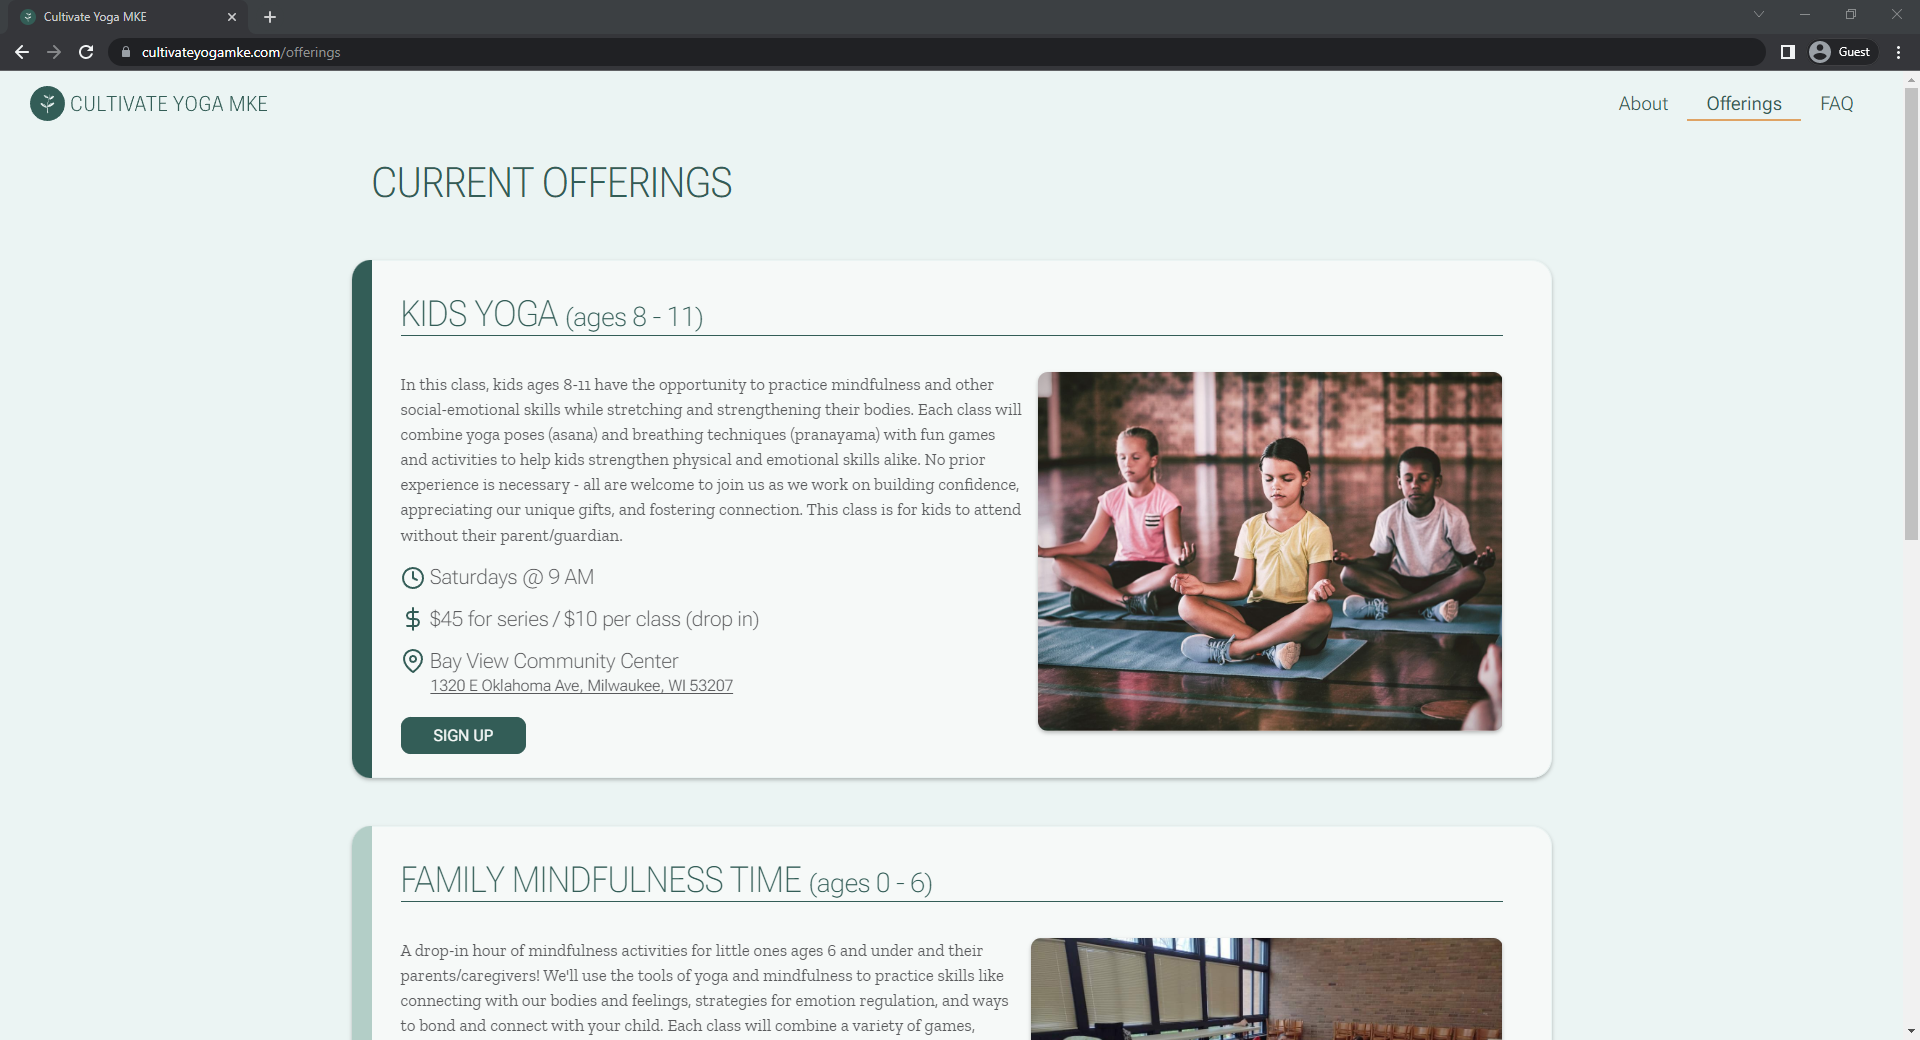 Cultivate Yoga MKE
cultivateyogamke.com/offerings
Guest
CULTIVATE YOGA MKE
About
Offerings
FAQ
CURRENT OFFERINGS
KIDS YOGA (ages 8 - 11)
In this class, kids ages 8-11 have the opportunity to practice mindfulness and other
social-emotional skills while stretching and strengthening their bodies. Each class will
combine yoga poses (asana) and breathing techniques (pranayama) with fun games
and activities to help kids strengthen physical and emotional skills alike. No prior
experience is necessary - all are welcome to join us as we work on building confidence,
appreciating our unique gifts, and fostering connection. This class is for kids to attend
without their parent/guardian.
Saturdays @ 9 AM
$45 for series / $10 per class (drop in)
Bay View Community Center
1320 E Oklahoma Ave, Milwaukee, WI 53207
SIGN UP
FAMILY MINDFULNESS TIME (ages 0 - 6)
A drop-in hour of mindfulness activities for little ones ages 6 and under and their
parents/caregivers! We'll use the tools of yoga and mindfulness to practice skills like
connecting with our bodies and feelings, strategies for emotion regulation, and ways
to bond and connect with your child. Each class will combine a variety of games,